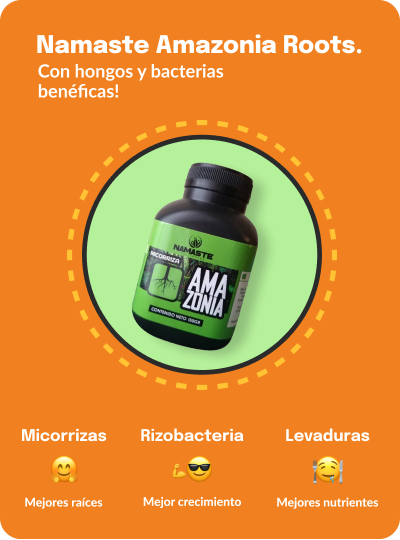 Namaste Amazonia Roots.
Con hongos y bacterias
benéficas!
NAMASTE
MICORRIZA
AMA
ZONIA
CONTENIDO NETO 150GR
Micorrizas
Rizobacteria
Levaduras
Mejores raíces
Mejor crecimiento
Mejores nutrientes